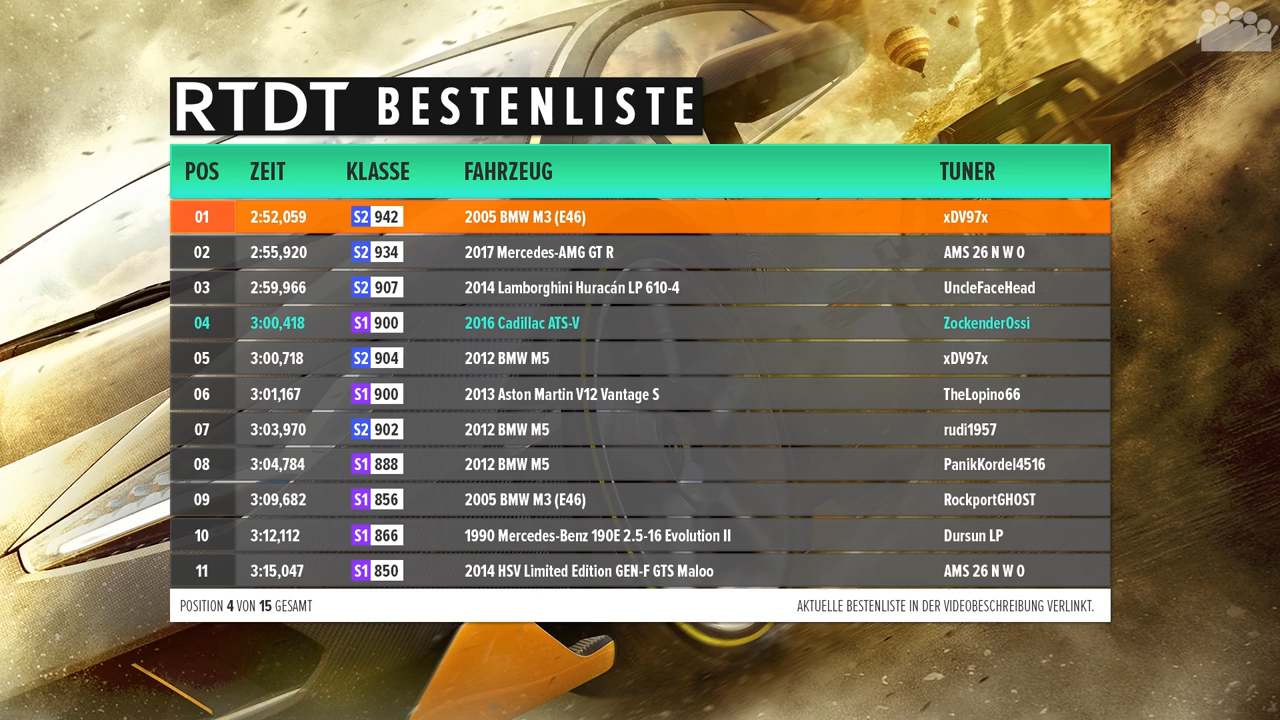 RTDT BESTENLISTE
POS ZEIT KLASSE FAHRZEUG TUNER
01 2:52,059 S2 942 2005 BMW M3 (E46) xDV97x
02 2:55,920 S2 934 2017 Mercedes-AMG GT R AMS 26 N W O
03 2:59,966 S2 907 2014 Lamborghini Huracán LP 610-4 UncleFaceHead
04 3:00,418 S1 900 2016 Cadillac ATS-V ZockenderOssi
05 3:00,718 S2 904 2012 BMW M5 xDV97x
06 3:01,167 S1 900 2013 Aston Martin V12 Vantage S TheLopino66
07 3:03,970 S2 902 2012 BMW M5 rudi1957
08 3:04,784 S1 888 2012 BMW M5 PanikKordel4516
09 3:09,682 S1 856 2005 BMW M3 (E46) RockportGHOST
10 3:12,112 S1 866 1990 Mercedes-Benz 190E 2.5-16 Evolution II Dursun LP
11 3:15,047 S1 850 2014 HSV Limited Edition GEN-F GTS Maloo AMS 26 N W O
POSITION 4 VON 15 GESAMT AKTUELLE BESTENLISTE IN DER VIDEOBESCHREIBUNG VERLINKT.